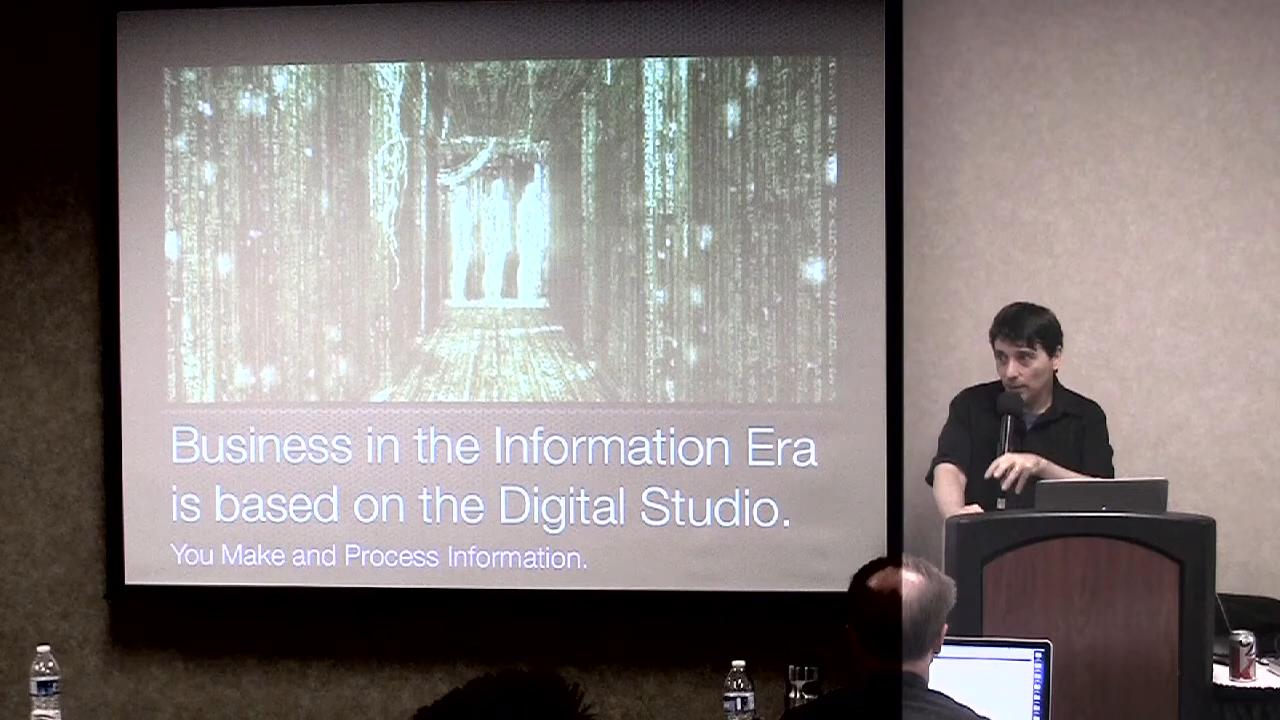 Business in the Information Era
is based on the Digital Studio.
You Make and Process Information.